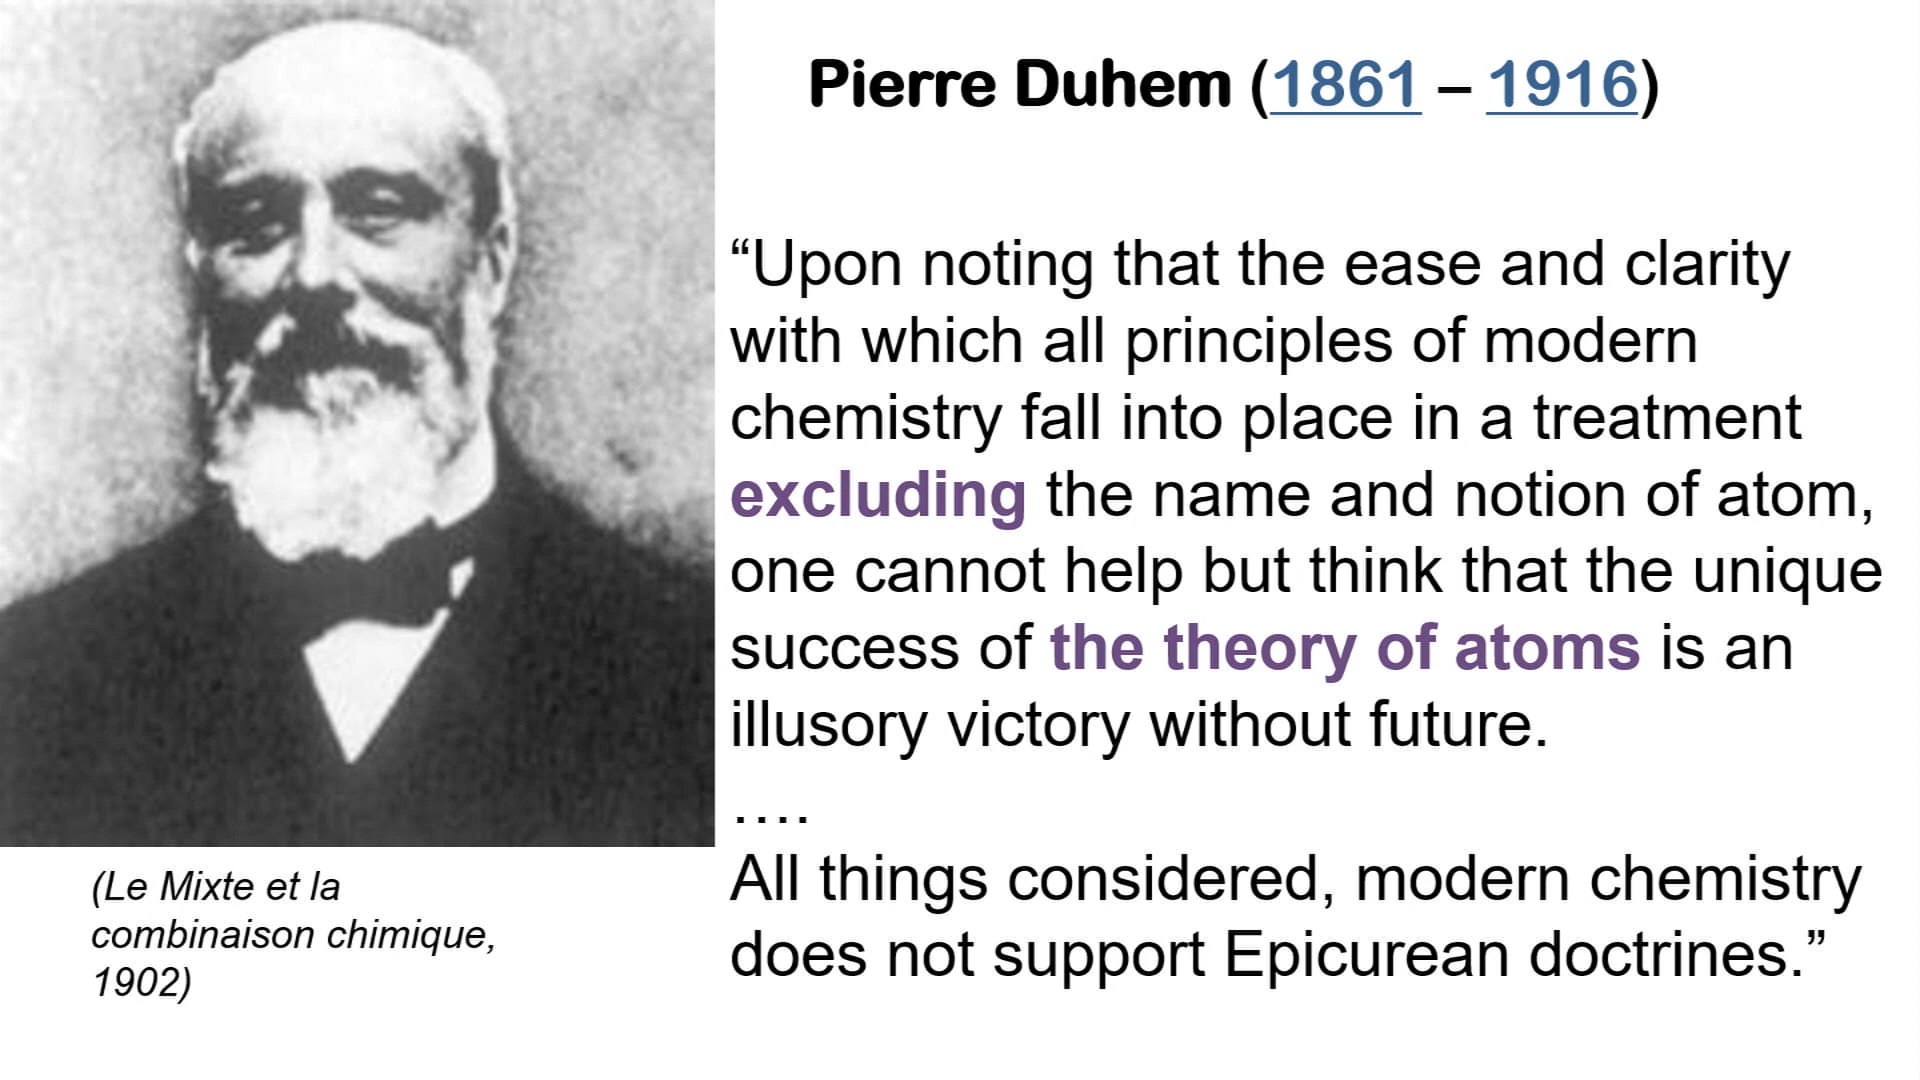 Pierre Duhem (1861 – 1916)
“Upon noting that the ease and clarity
with which all principles of modern
chemistry fall into place in a treatment
excluding the name and notion of atom,
one cannot help but think that the unique
success of the theory of atoms is an
illusory victory without future.
….
All things considered, modern chemistry
does not support Epicurean doctrines.”
(Le Mixte et la
combinaison chimique,
1902)